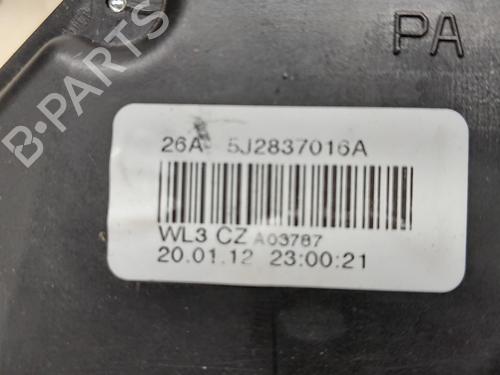 PA
B-PARTS
26A 5J2837016A
WL3 CZ A03787
20.01.12 23:00:21